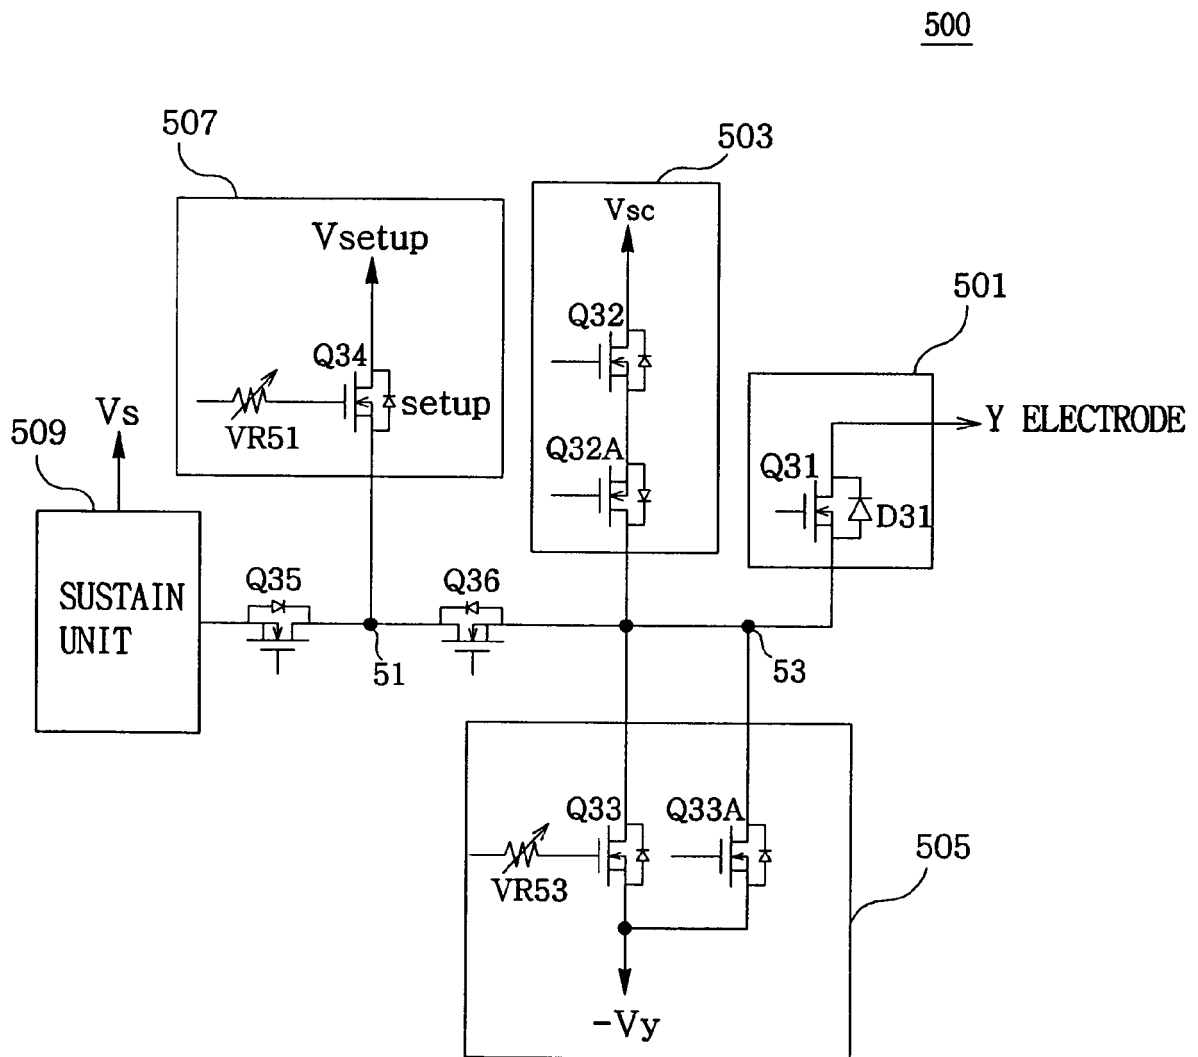 500
507
503
Vsc
Vsetup
501
Q32
Q34
setup
VR51
Vs
509
Q32A
Q31
Y ELECTRODE
D31
SUSTAIN
UNIT
Q35
Q36
51
53
Q33
Q33A
VR53
505
-Vy